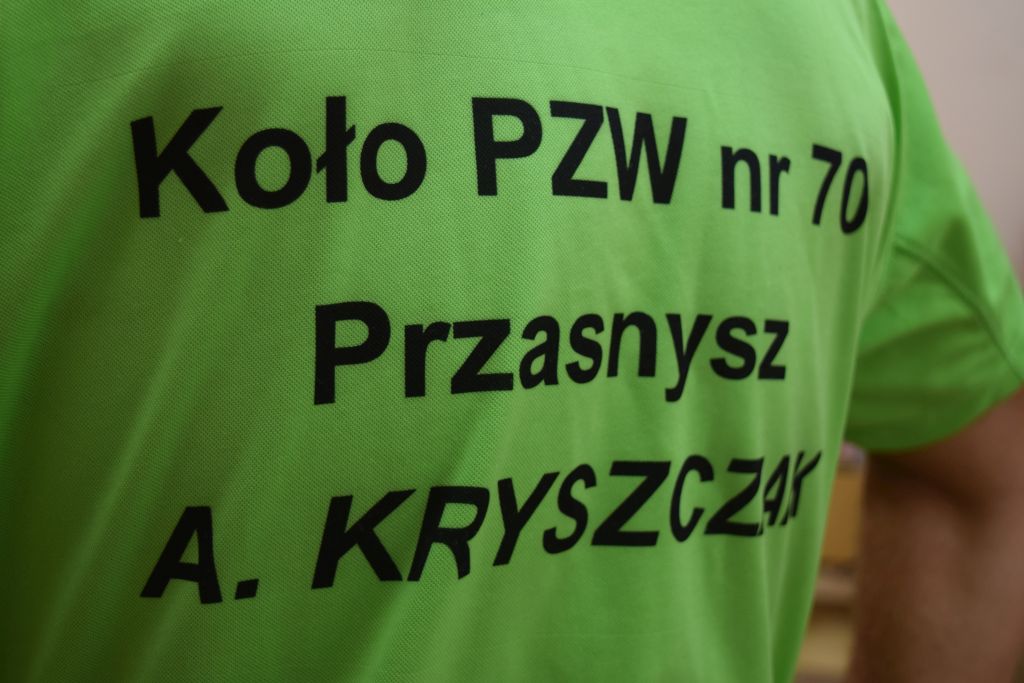 Koło PZW nr 70
Przasnysz
A. KRYSZCZAK